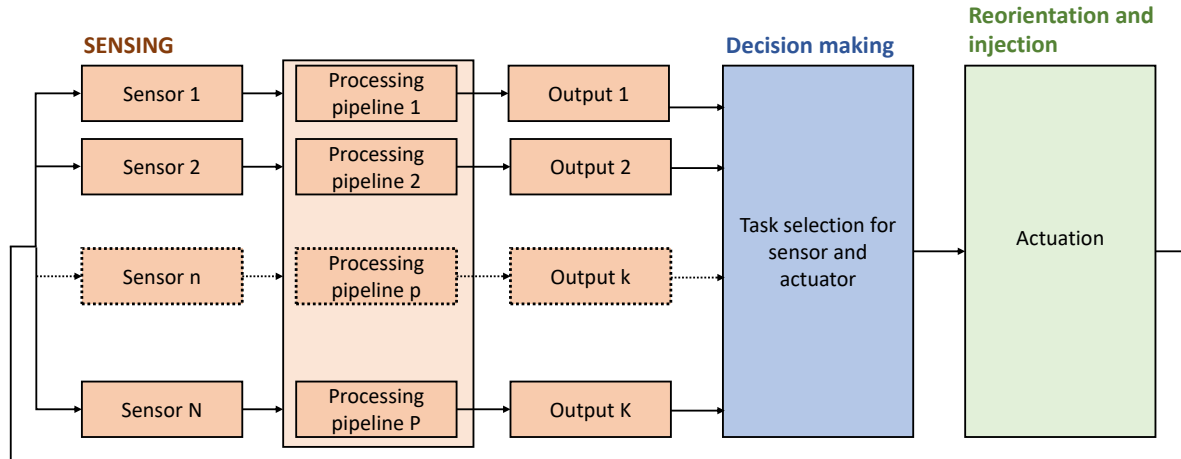 SENSING
Decision making
Reorientation and
injection
Sensor 1
Processing
pipeline 1
Output 1
Sensor 2
Processing
pipeline 2
Output 2
Sensor n
Processing
pipeline p
Output k
Sensor N
Processing
pipeline P
Output K
Task selection for
sensor and
actuator
Actuation